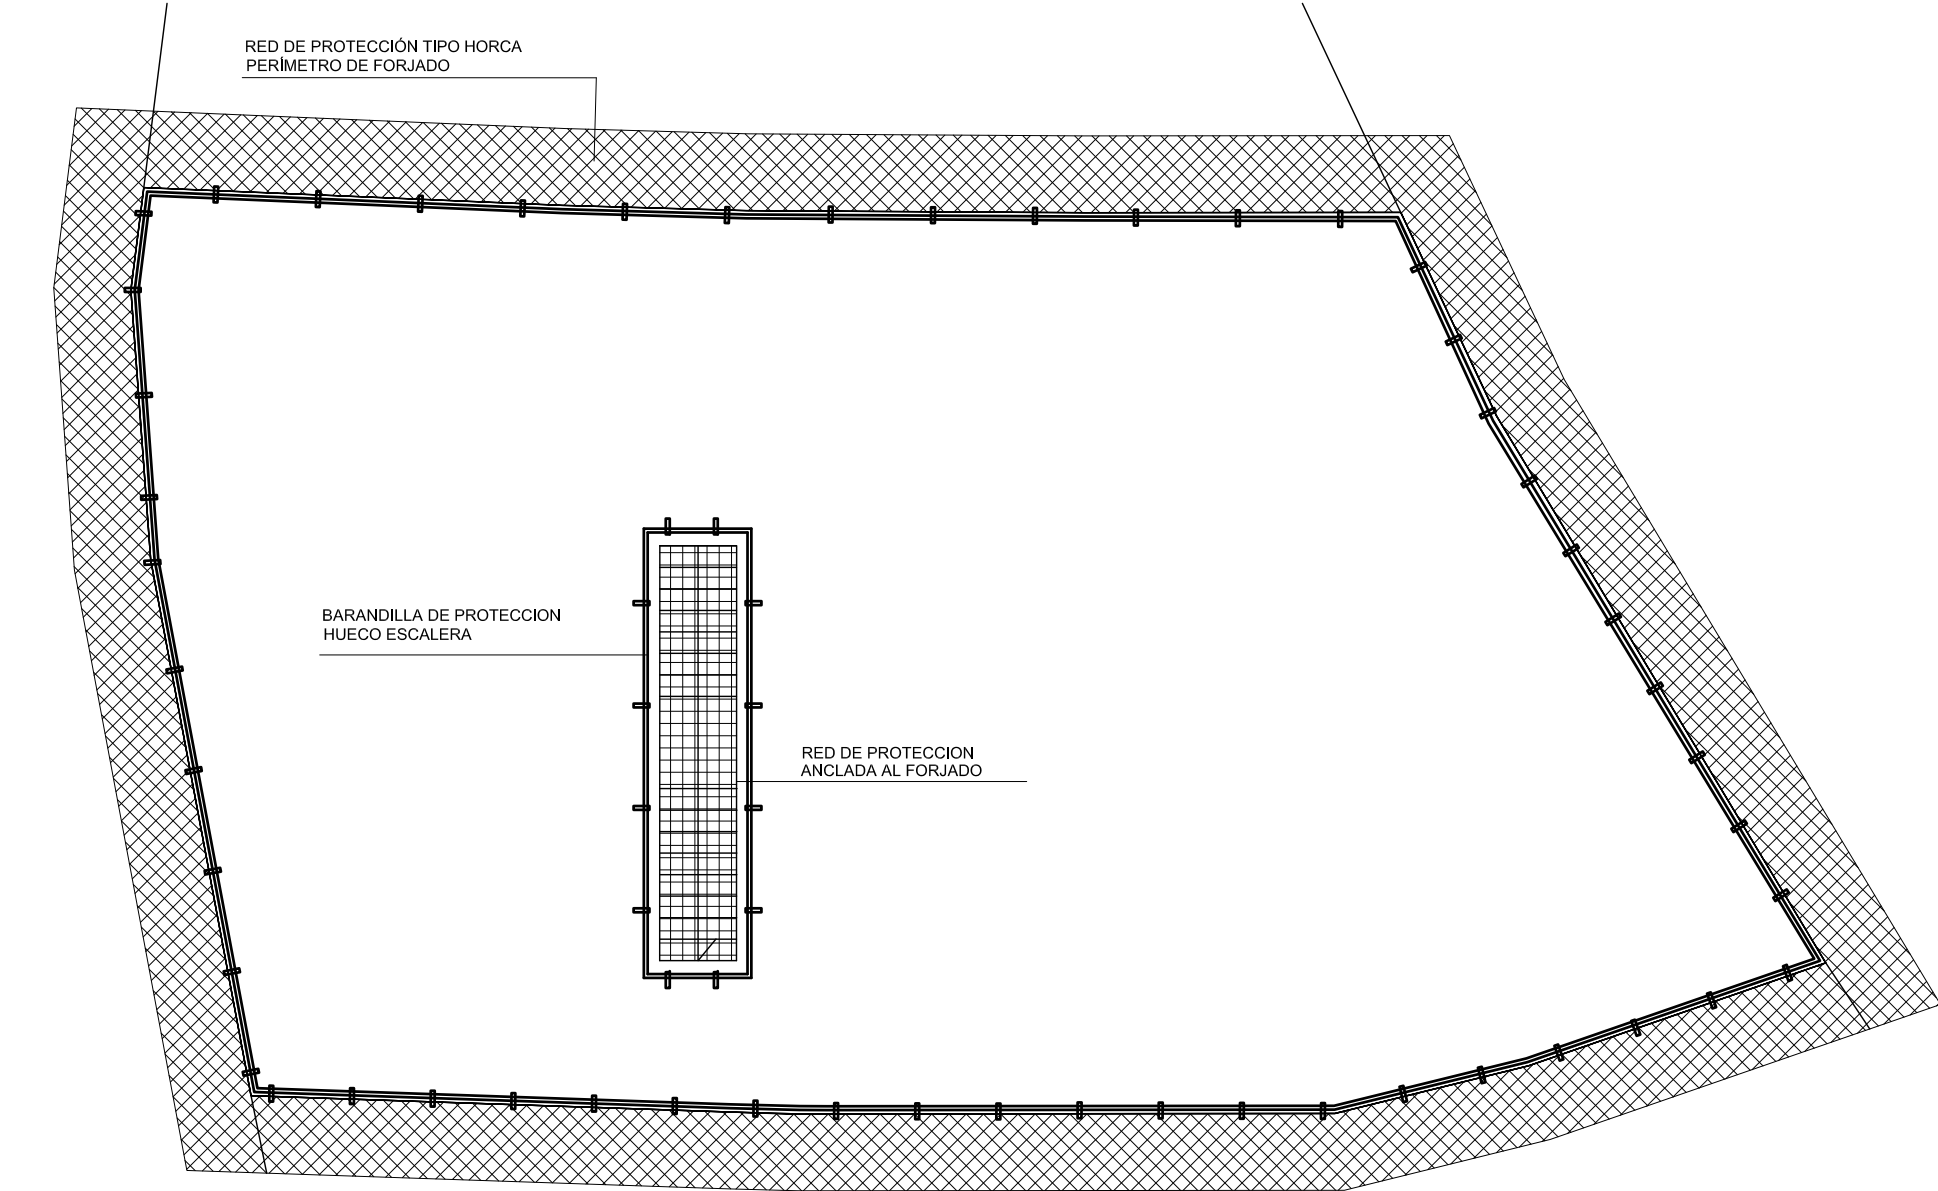 RED DE PROTECCIÓN TIPO HORCA
PERÍMETRO DE FORJADO
BARANDILLA DE PROTECCION
HUECO ESCALERA
RED DE PROTECCION
ANCLADA AL FORJADO